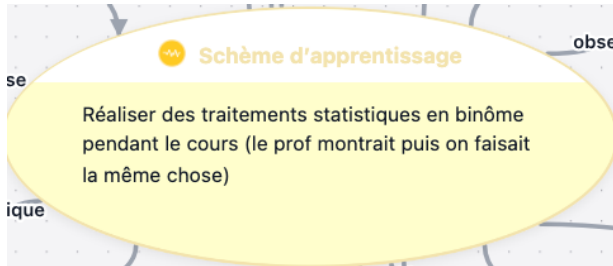 Schème d'apprentissage
obse
se
Réaliser des traitements statistiques en binôme
pendant le cours (le prof montrait puis on faisait
la même chose)
ique